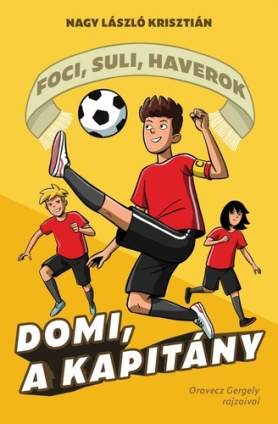 NAGY LÁSZLÓ KRISZTIÁN
FOCI, SULI, HAVEROK
DOMI,
A KAPITÁNY
Oravecz Gergely
rajzaival